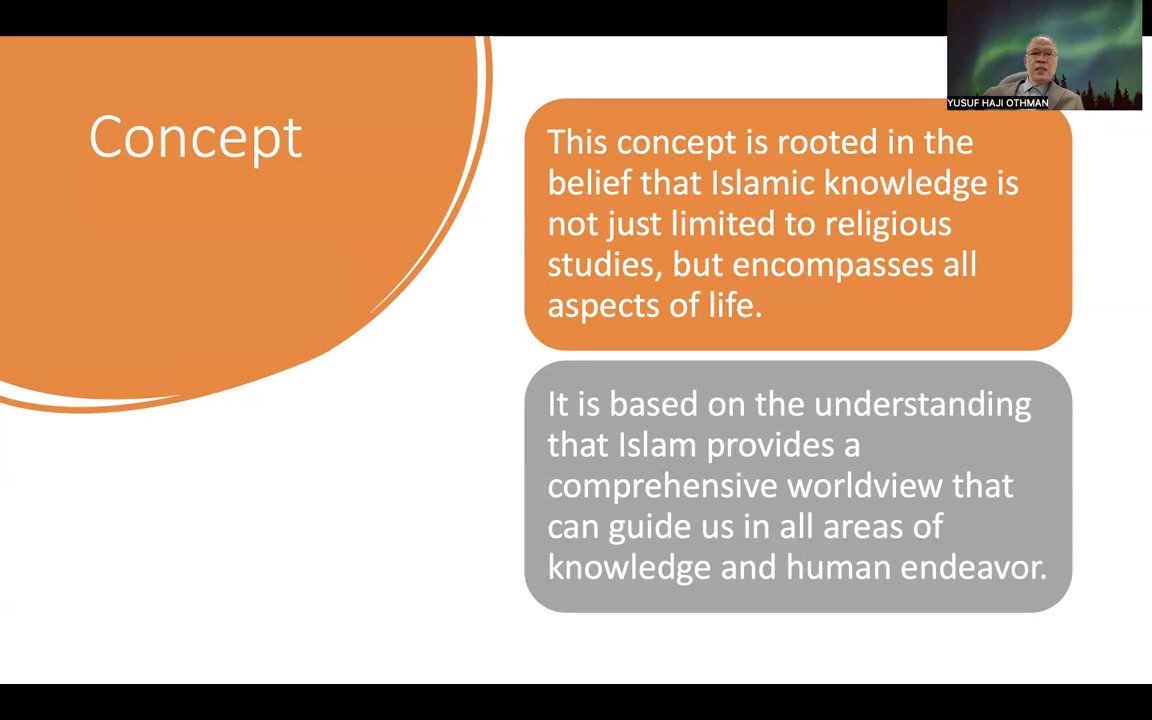 YUSUF HAJI OTHMAN
Concept
This concept is rooted in the
belief that Islamic knowledge is
not just limited to religious
studies, but encompasses all
aspects of life.
It is based on the understanding
that Islam provides a
comprehensive worldview that
can guide us in all areas of
knowledge and human endeavor.